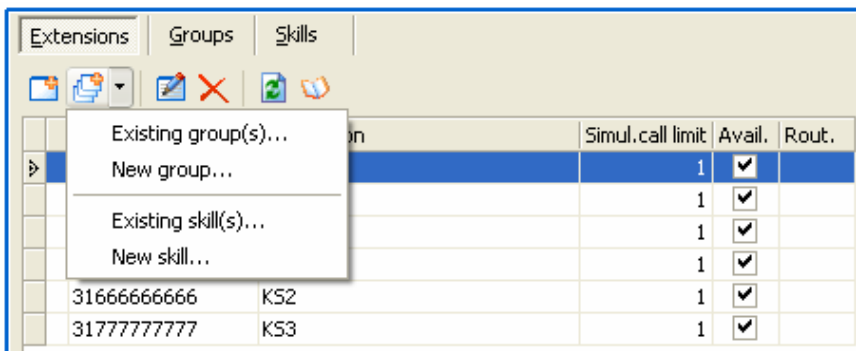 Extensions Groups Skills
on Simul.call limit Avail. Rout.
Existing group(s)...
1
New group...
1
Existing skill(s)...
1
New skill...
1
31666666666 KS2 1
31777777777 KS3 1